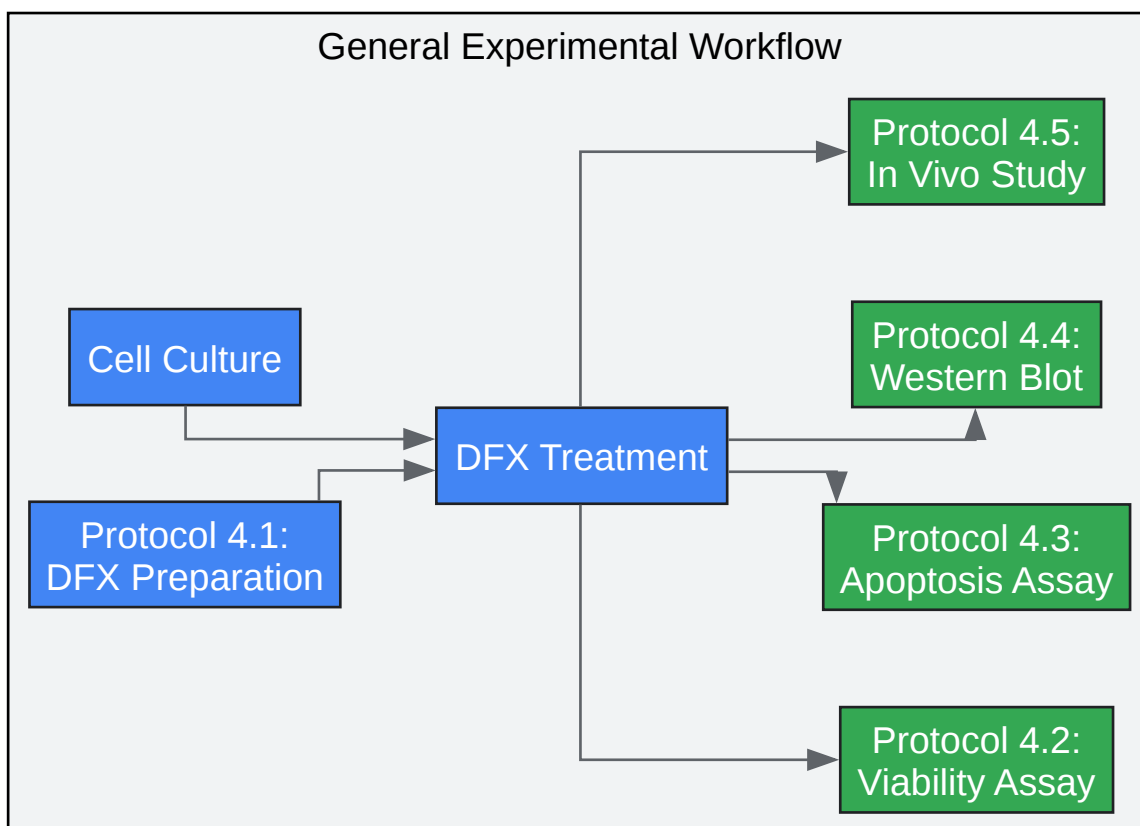 General Experimental Workflow
Protocol 4.5:
In Vivo Study
Protocol 4.4:
Western Blot
Cell Culture
DFX Treatment
Protocol 4.1:
DFX Preparation
Protocol 4.3:
Apoptosis Assay
Protocol 4.2:
Viability Assay